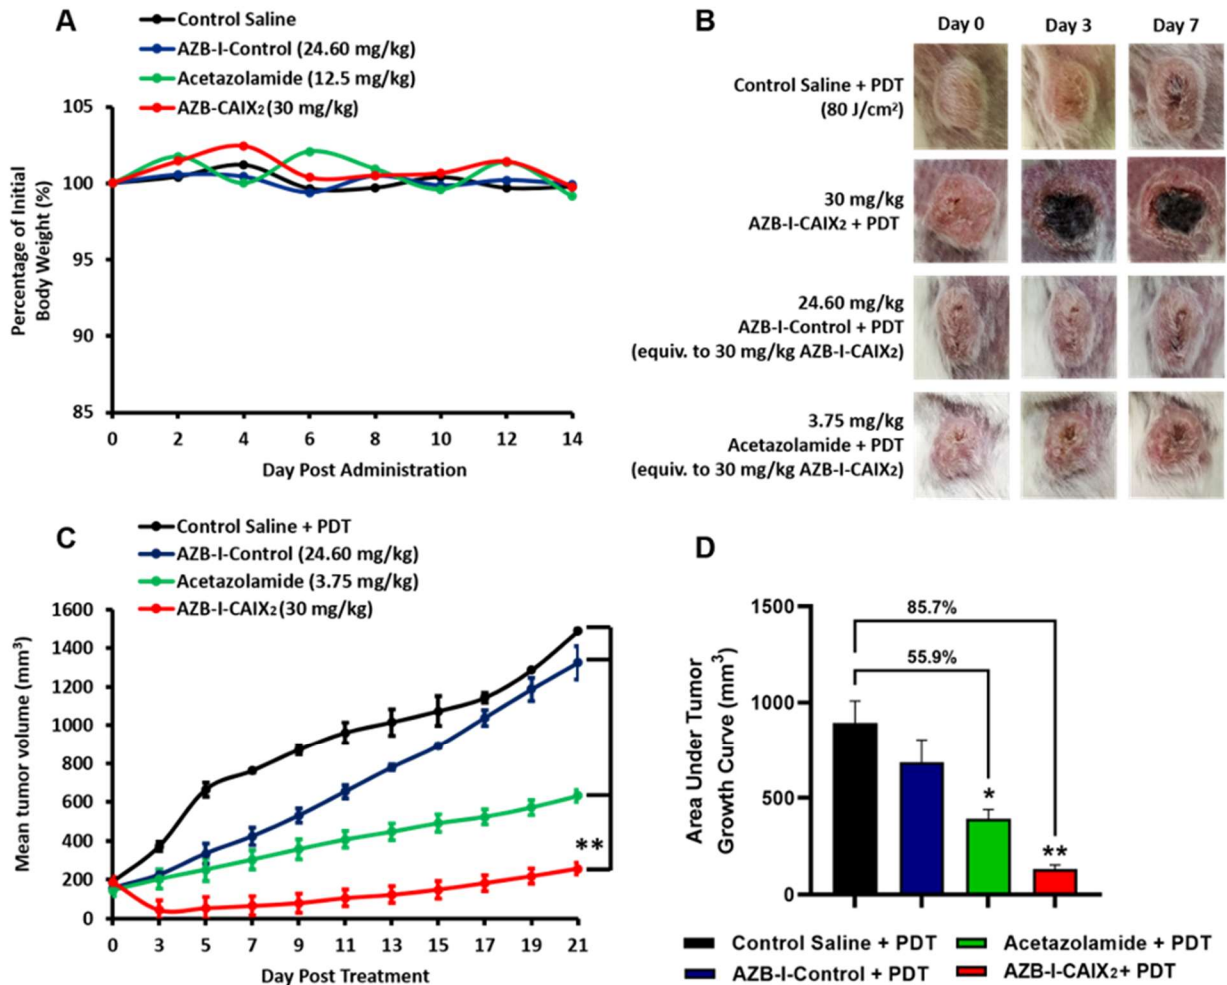 A
Control Saline
AZB-I-Control (24.60 mg/kg)
Acetazolamide (12.5 mg/kg)
AZB-CAIX₂ (30 mg/kg)
105
100
95
90
85
Percentage of Initial
Body Weight (%)
0 2 4 6 8 10 12 14
Day Post Administration
B
Day 0 Day 3 Day 7
Control Saline + PDT
(80 J/cm²)
30 mg/kg
AZB-I-CAIX₂ + PDT
24.60 mg/kg
AZB-I-Control + PDT
(equiv. to 30 mg/kg AZB-I-CAIX₂)
3.75 mg/kg
Acetazolamide + PDT
(equiv. to 30 mg/kg AZB-I-CAIX₂)
C
Control Saline + PDT
AZB-I-Control (24.60 mg/kg)
Acetazolamide (3.75 mg/kg)
AZB-I-CAIX₂ (30 mg/kg)
1600
1400
1200
1000
800
600
400
200
0
Mean tumor volume (mm³)
**
0 3 5 7 9 11 13 15 17 19 21
Day Post Treatment
D
1500
1000
500
0
Area Under Tumor
Growth Curve (mm³)
85.7%
55.9%
*
**
Control Saline + PDT
Acetazolamide + PDT
AZB-I-Control + PDT
AZB-I-CAIX₂+ PDT